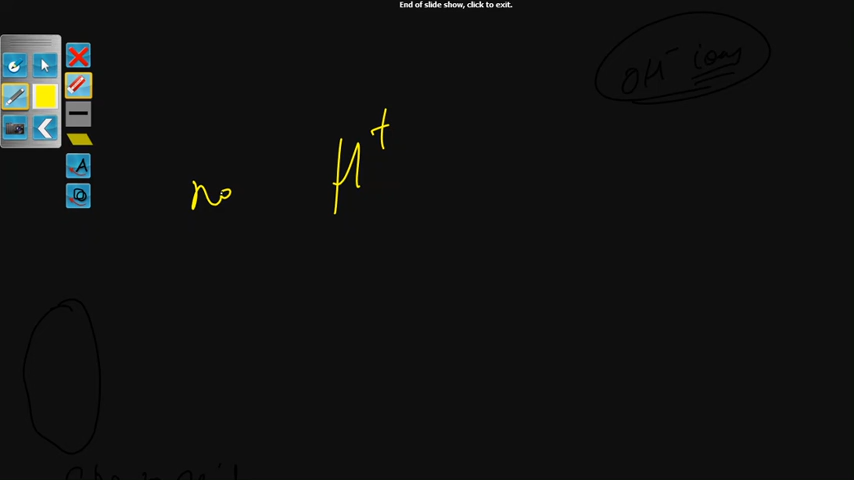 End of slide show, click to exit.
OH⁻ ions
H⁺
no